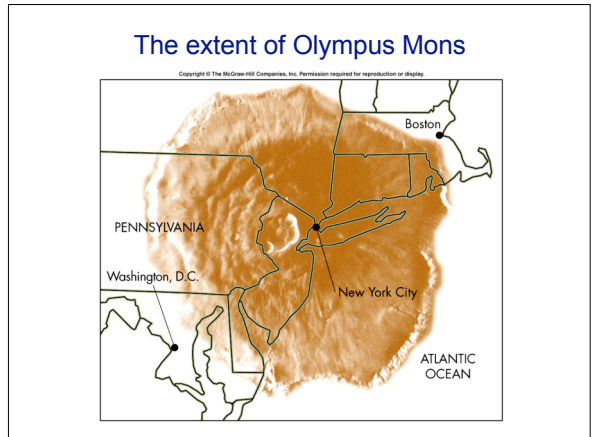 The extent of Olympus Mons
Copyright © The McGraw-Hill Companies, Inc. Permission required for reproduction or display.
Boston
PENNSYLVANIA
Washington, D.C.
New York City
ATLANTIC
OCEAN